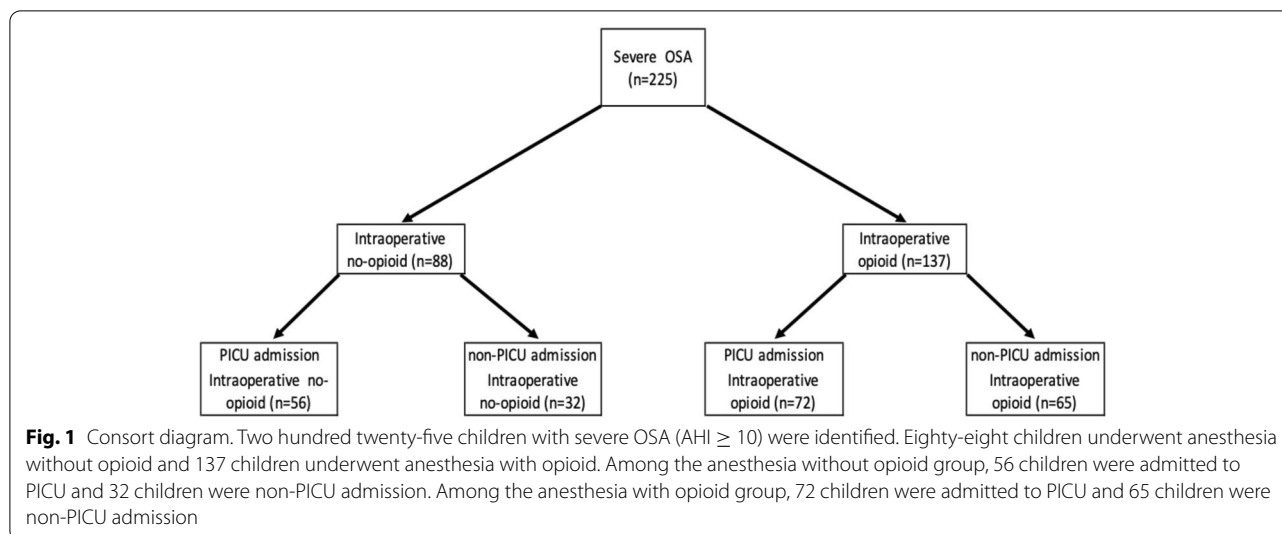 Severe OSA
(n=225)
Intraoperative
no-opioid (n=88)
Intraoperative
opioid (n=137)
PICU admission
Intraoperative no-
opioid (n=56)
non-PICU admission
Intraoperative
no-opioid (n=32)
PICU admission
Intraoperative
opioid (n=72)
non-PICU admission
Intraoperative
opioid (n=65)
Fig. 1 Consort diagram. Two hundred twenty-five children with severe OSA (AHI ≥ 10) were identified. Eighty-eight children underwent anesthesia
without opioid and 137 children underwent anesthesia with opioid. Among the anesthesia without opioid group, 56 children were admitted to
PICU and 32 children were non-PICU admission. Among the anesthesia with opioid group, 72 children were admitted to PICU and 65 children were
non-PICU admission